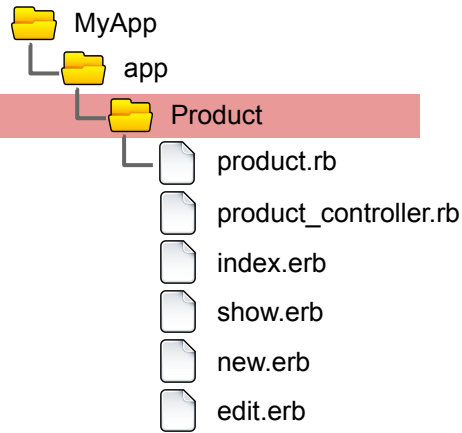 MyApp
app
Product
product.rb
product_controller.rb
index.erb
show.erb
new.erb
edit.erb